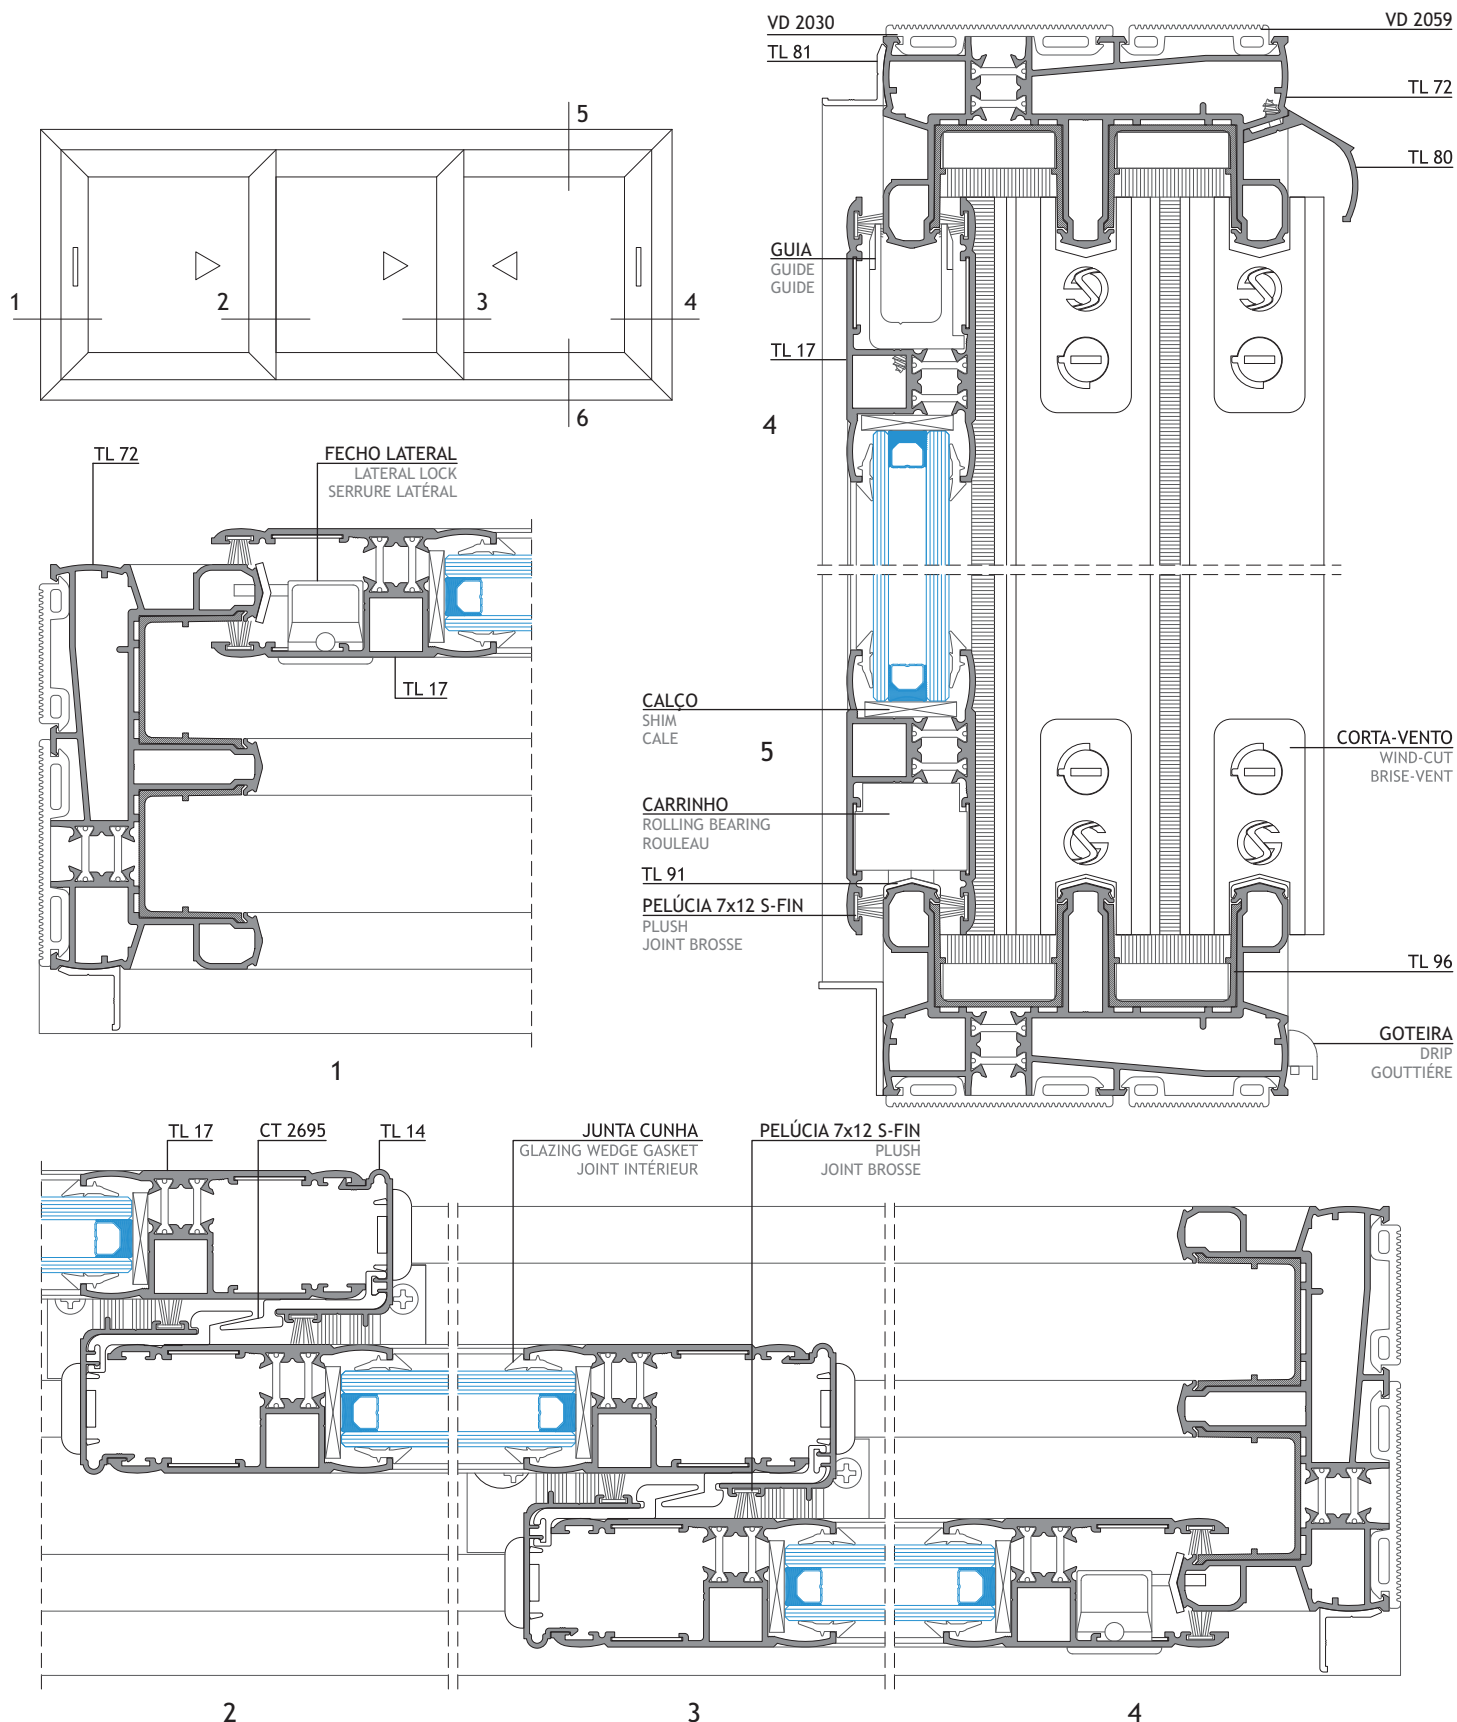 VD 2030
VD 2059
TL 81
TL 72
TL 80
5
1
2
3
4
6
GUIA
GUIDE
GUIDE
TL 17
4
TL 72
FECHO LATERAL
LATERAL LOCK
SERRURE LATÉRAL
TL 17
CALÇO
SHIM
CALE
5
CORTA-VENTO
WIND-CUT
BRISE-VENT
CARRINHO
ROLLING BEARING
ROULEAU
TL 91
PELÚCIA 7x12 S-FIN
PLUSH
JOINT BROSSE
TL 96
GOTEIRA
DRIP
GOUTTIÉRE
1
TL 17
CT 2695
TL 14
JUNTA CUNHA
GLAZING WEDGE GASKET
JOINT INTÉRIEUR
PELÚCIA 7x12 S-FIN
PLUSH
JOINT BROSSE
2
3
4